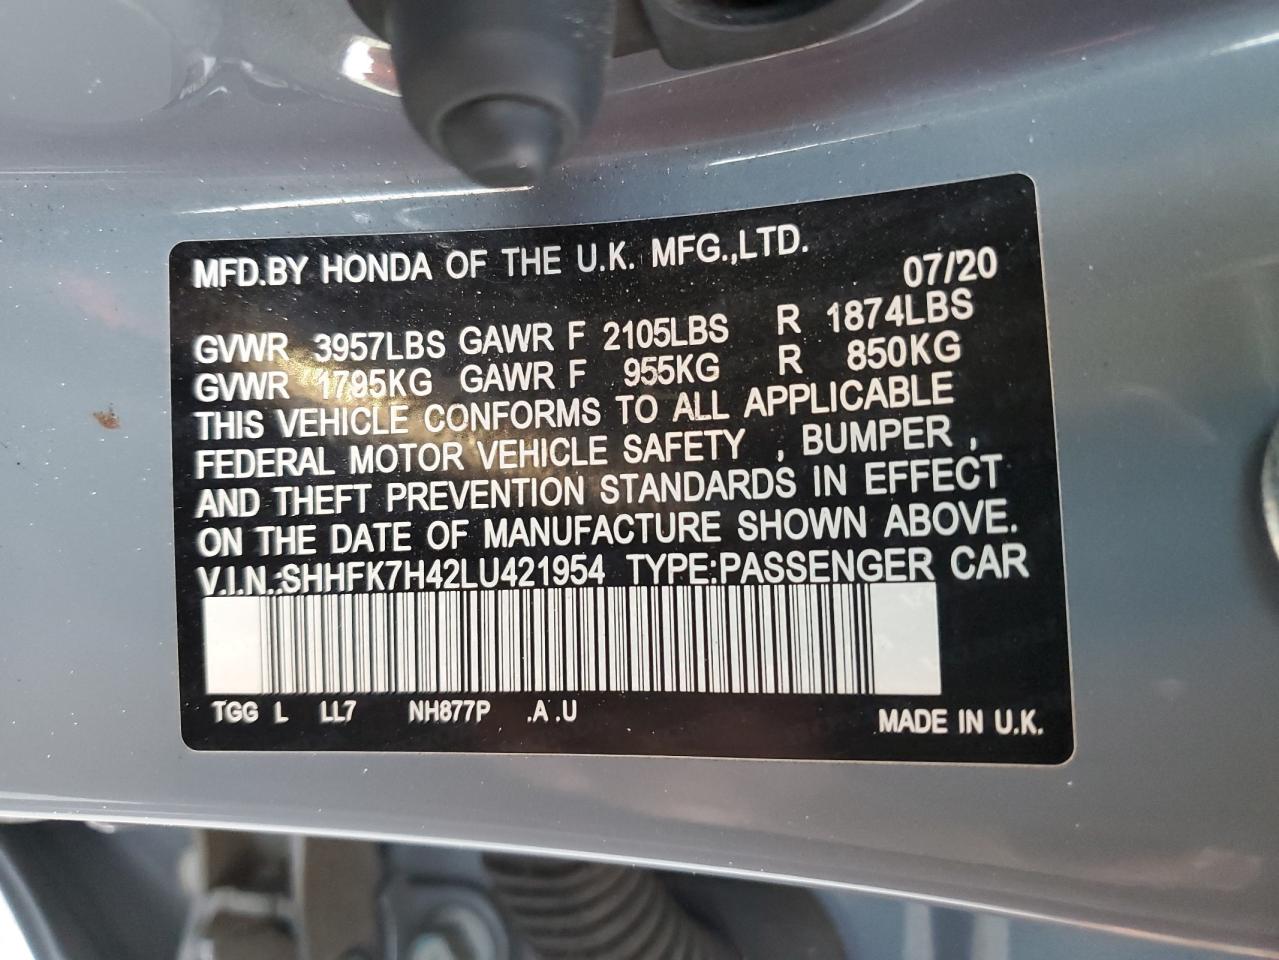 MFD.BY HONDA OF THE U.K. MFG.,LTD.
07/'20
GVWR 3957LBS GAWR F 2105LBS R 1874LBS
GVWR 1795KG GAWR F 955KG R 850KG
THIS VEHICLE CONFORMS TO ALL APPLICABLE
FEDERAL MOTOR VEHICLE SAFETY , BUMPER ,
AND THEFT PREVENTION STANDARDS IN EFFECT
ON THE DATE OF MANUFACTURE SHOWN ABOVE.
V.I.N.:SHHFK7H42LU421954 TYPE:PASSENGER CAR
TGG L LL7 NH877P .A .U
MADE IN U.K.